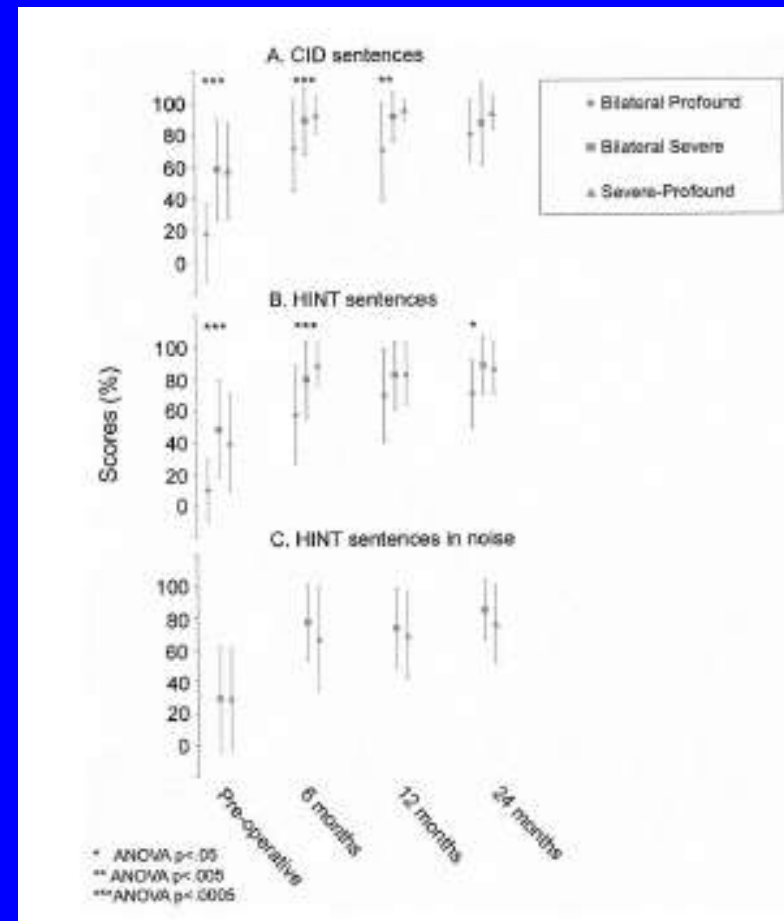 A. CID sentences
*** *** **
100
80
60
40
20
0
Bilateral Profound
Bilateral Severe
Severe-Profound
B. HINT sentences
*** *** *
100
80
60
40
20
0
Scores (%)
C. HINT sentences in noise
100
80
60
40
20
0
Pre-operative
6 months
12 months
24 months
* ANOVA p<.05
** ANOVA p<.005
***ANOVA p<.0005